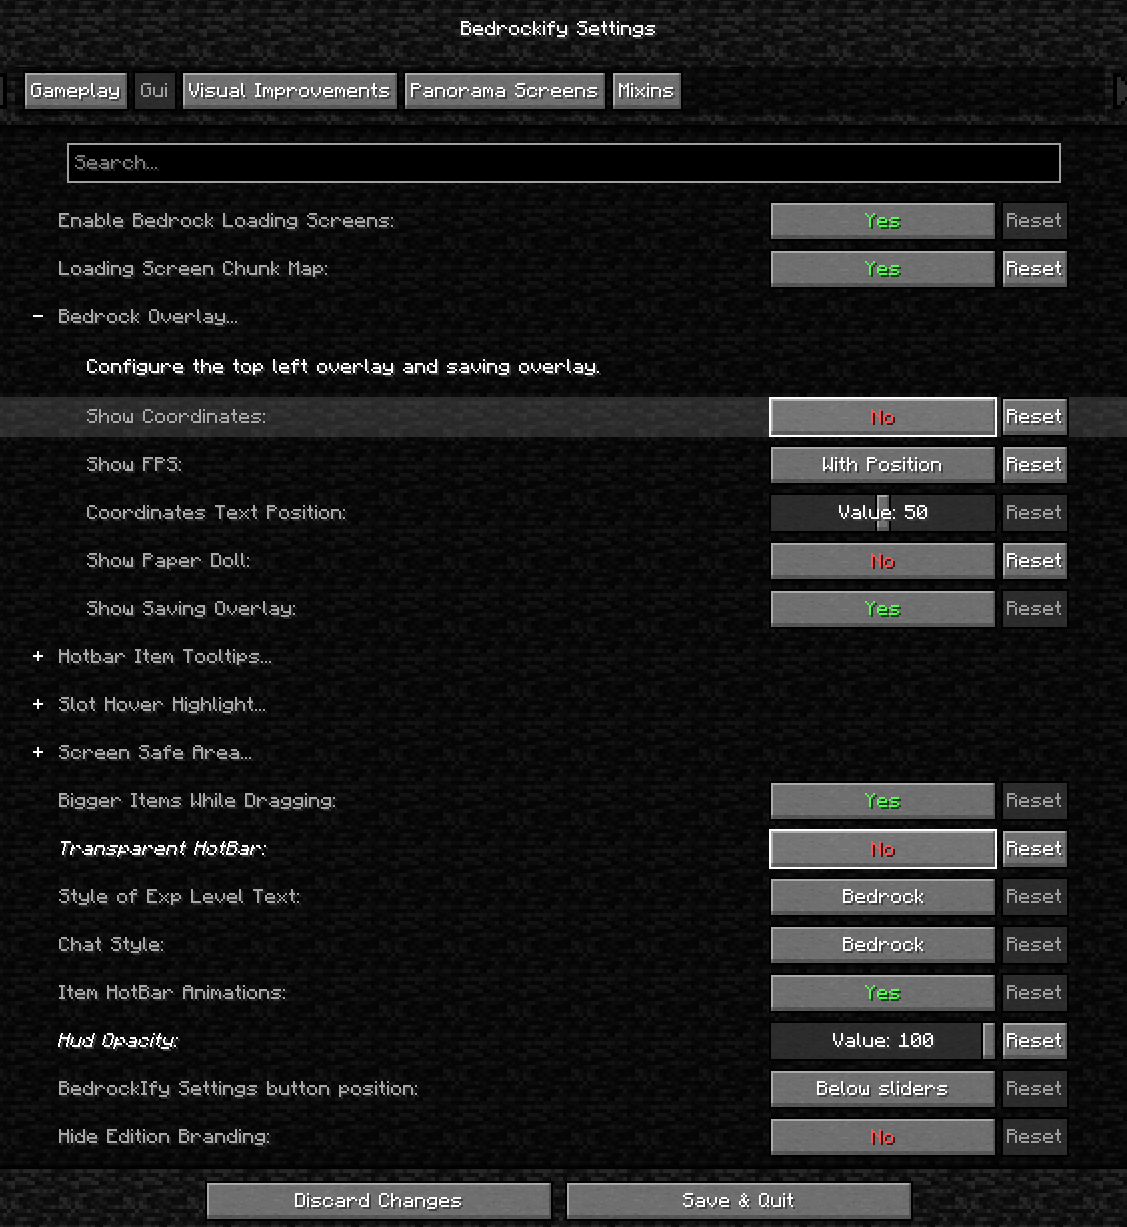 Bedrockify Settings
Gameplay Gui Visual Improvements Panorama Screens Mixins
Search...
Enable Bedrock Loading Screens: Yes Reset
Loading Screen Chunk Map: Yes Reset
- Bedrock Overlay...
Configure the top left overlay and saving overlay.
Show Coordinates: No Reset
Show FPS: With Position Reset
Coordinates Text Position: Value: 50 Reset
Show Paper Doll: No Reset
Show Saving Overlay: Yes Reset
+ Hotbar Item Tooltips...
+ Slot Hover Highlight...
+ Screen Safe Area...
Bigger Items While Dragging: Yes Reset
Transparent HotBar: No Reset
Style of Exp Level Text: Bedrock Reset
Chat Style: Bedrock Reset
Item HotBar Animations: Yes Reset
Hud Opacity: Value: 100 Reset
BedrockIfy Settings button position: Below sliders Reset
Hide Edition Branding: No Reset
Discard Changes Save & Quit